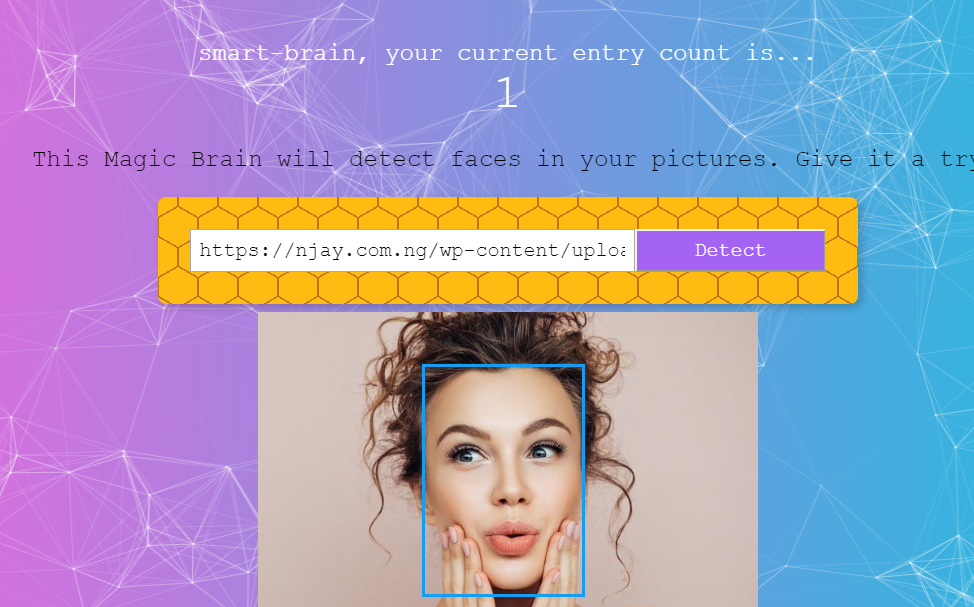 smart-brain, your current entry count is...
1
This Magic Brain will detect faces in your pictures. Give it a try
https://njay.com.ng/wp-content/uploa
Detect